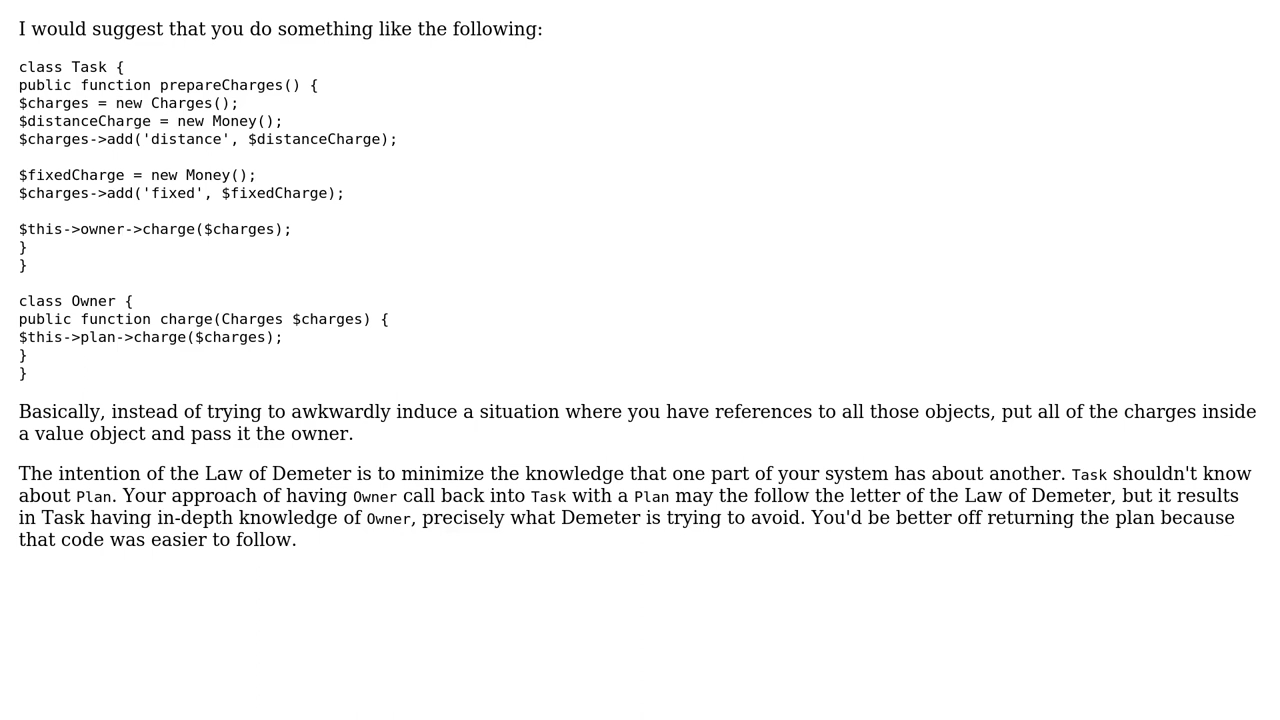 I would suggest that you do something like the following:
class Task {
public function prepareCharges() {
$charges = new Charges();
$distanceCharge = new Money();
$charges->add('distance', $distanceCharge);
$fixedCharge = new Money();
$charges->add('fixed', $fixedCharge);
$this->owner->charge($charges);
}
}
class Owner {
public function charge(Charges $charges) {
$this->plan->charge($charges);
}
}
Basically, instead of trying to awkwardly induce a situation where you have references to all those objects, put all of the charges inside
a value object and pass it the owner.
The intention of the Law of Demeter is to minimize the knowledge that one part of your system has about another. Task shouldn't know
about Plan. Your approach of having Owner call back into Task with a Plan may the follow the letter of the Law of Demeter, but it results
in Task having in-depth knowledge of Owner, precisely what Demeter is trying to avoid. You'd be better off returning the plan because
that code was easier to follow.